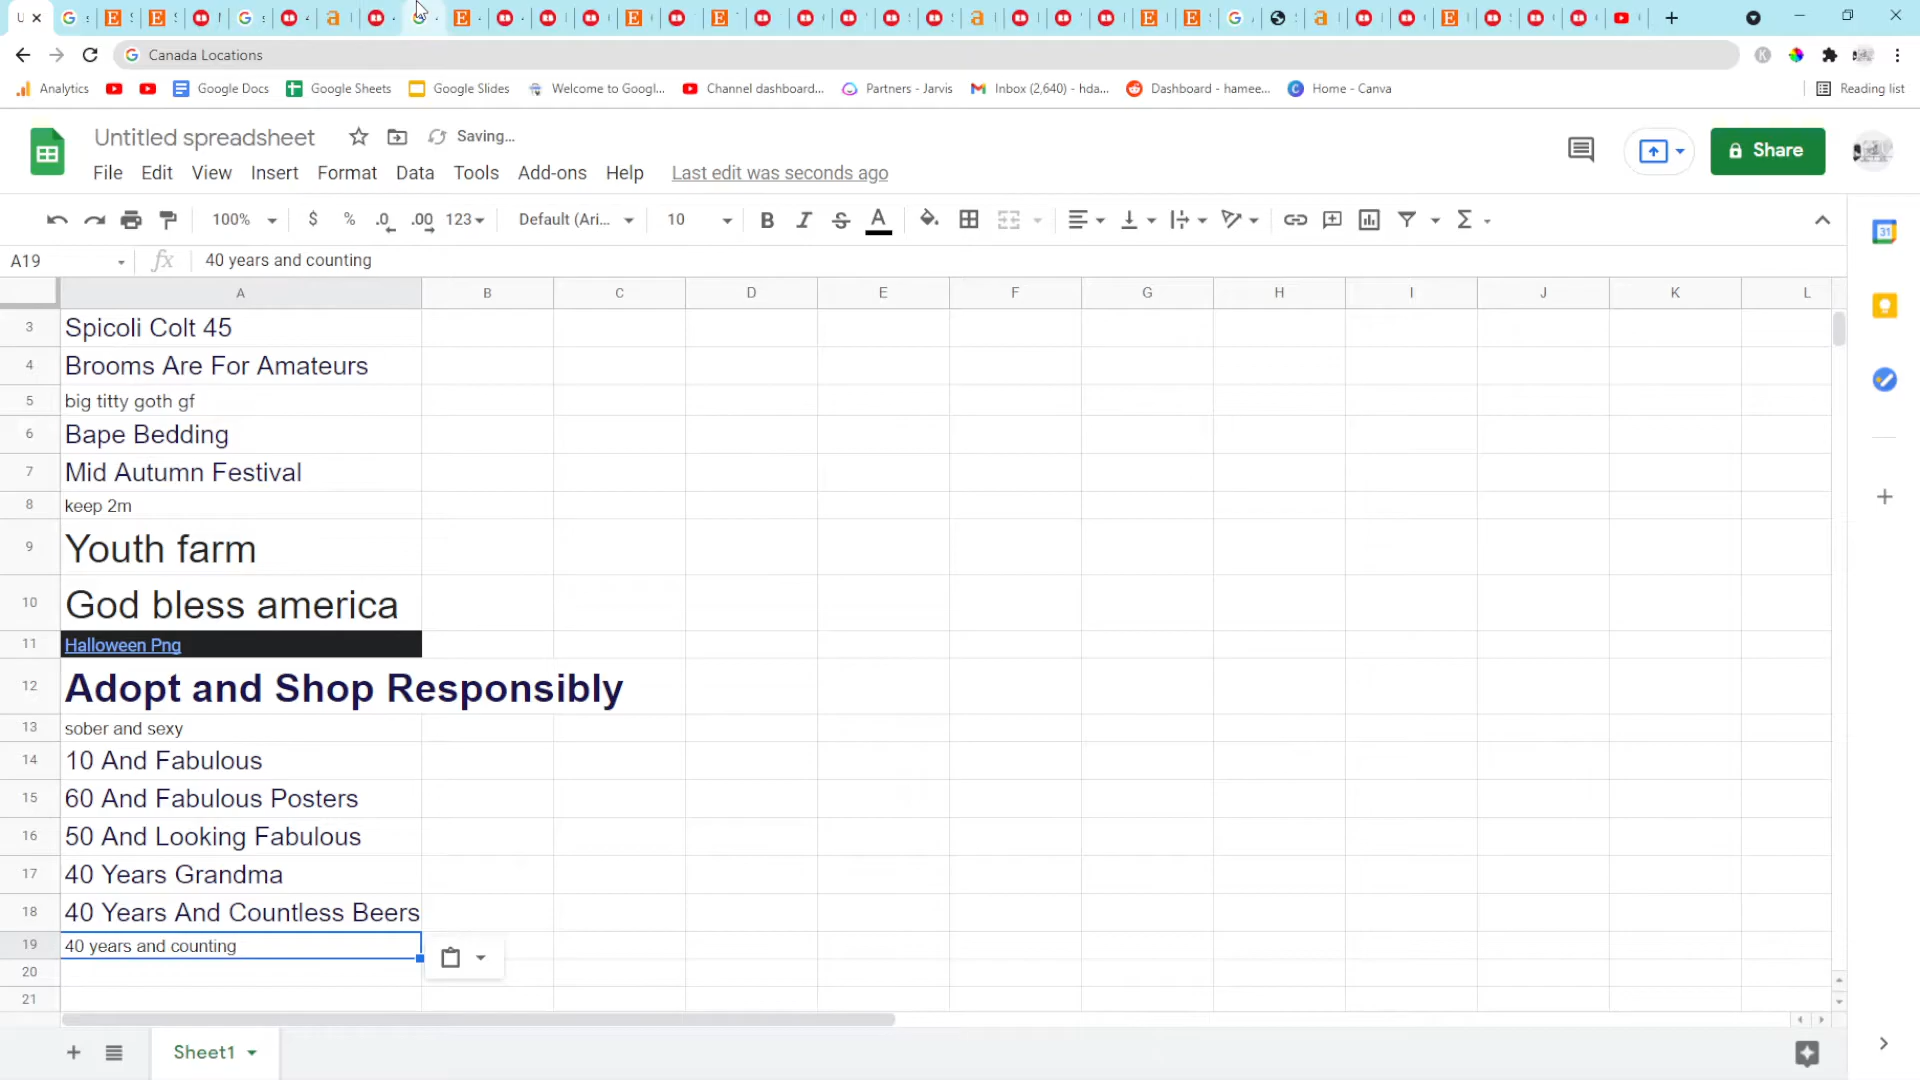 Canada Locations
Analytics
Google Docs
Google Sheets
Google Slides
Welcome to Googl...
Channel dashboard...
Partners - Jarvis
Inbox (2,640) - hda...
Dashboard - hamee...
Home - Canva
Reading list
Untitled spreadsheet
Saving...
Share
File Edit View Insert Format Data Tools Add-ons Help Last edit was seconds ago
100% $ % .0 .00 123 Default (Ari... 10 B I S A Σ
A19 fx 40 years and counting
A B C D E F G H I J K L
3 Spicoli Colt 45
4 Brooms Are For Amateurs
5 big titty goth gf
6 Bape Bedding
7 Mid Autumn Festival
8 keep 2m
9 Youth farm
10 God bless america
11 Halloween Png
12 Adopt and Shop Responsibly
13 sober and sexy
14 10 And Fabulous
15 60 And Fabulous Posters
16 50 And Looking Fabulous
17 40 Years Grandma
18 40 Years And Countless Beers
19 40 years and counting
20
21
Sheet1